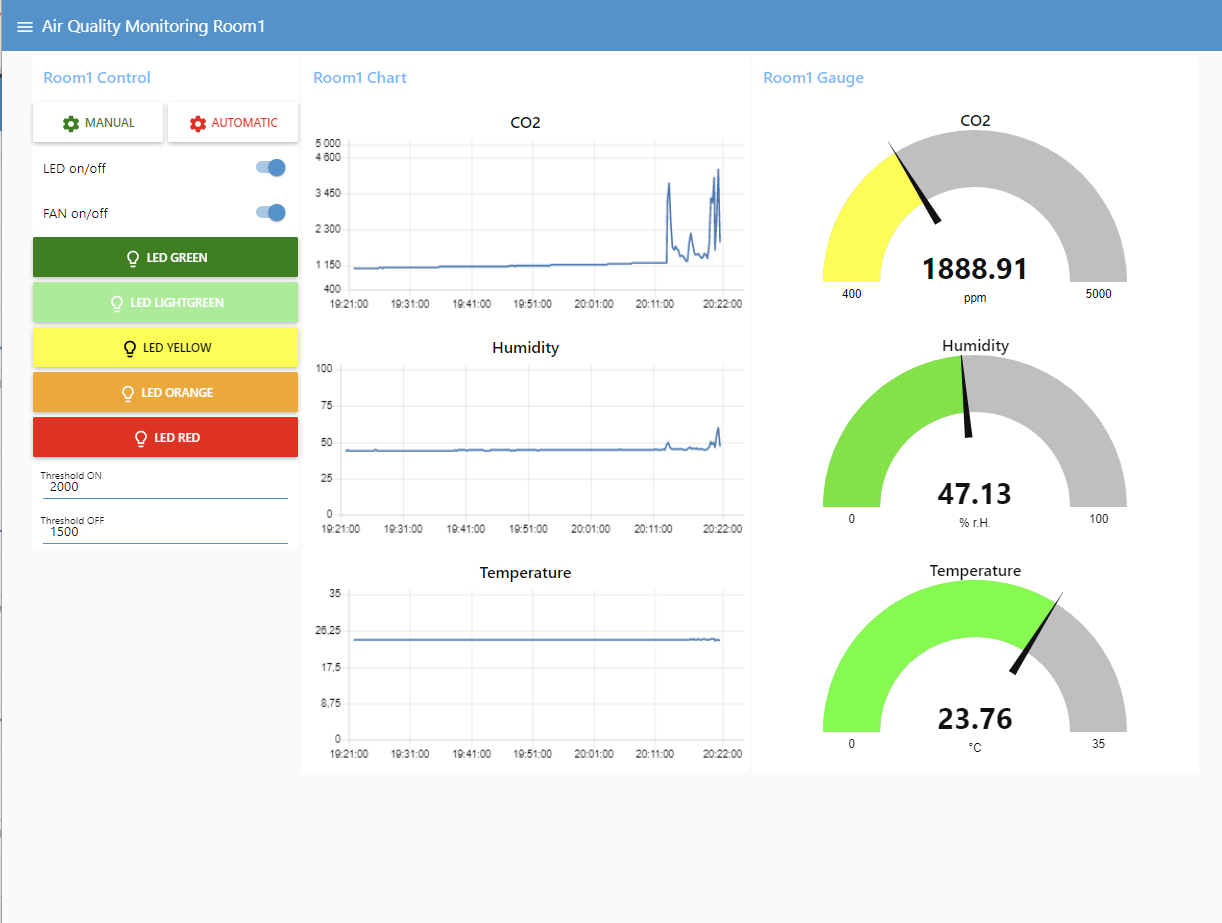 Air Quality Monitoring Room1
Room1 Control
MANUAL
AUTOMATIC
LED on/off
FAN on/off
LED GREEN
LED LIGHTGREEN
LED YELLOW
LED ORANGE
LED RED
Threshold ON
2000
Threshold OFF
1500
Room1 Chart
CO2
5 000
4 600
3 450
2 300
1 150
400
19:21:00 19:31:00 19:41:00 19:51:00 20:01:00 20:11:00 20:22:00
Humidity
100
75
50
25
0
19:21:00 19:31:00 19:41:00 19:51:00 20:01:00 20:11:00 20:22:00
Temperature
35
26,25
17,5
8,75
0
19:21:00 19:31:00 19:41:00 19:51:00 20:01:00 20:11:00 20:22:00
Room1 Gauge
CO2
1888.91
400 ppm 5000
Humidity
47.13
0 % r.H. 100
Temperature
23.76
0 °C 35